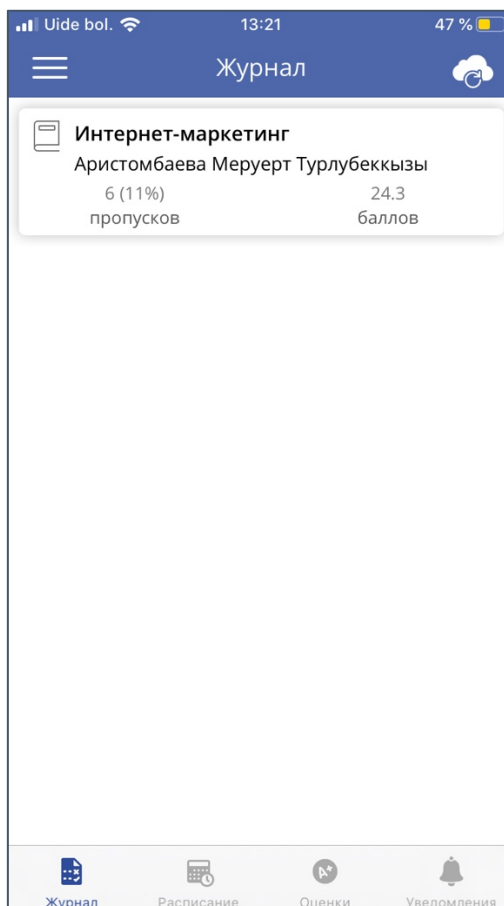 Uide bol. 13:21 47 %
Журнал
Интернет-маркетинг
Аристомбаева Меруерт Турлубеккызы
6 (11%) 24.3
пропусков баллов
Журнал Расписание Оценки Уведомления